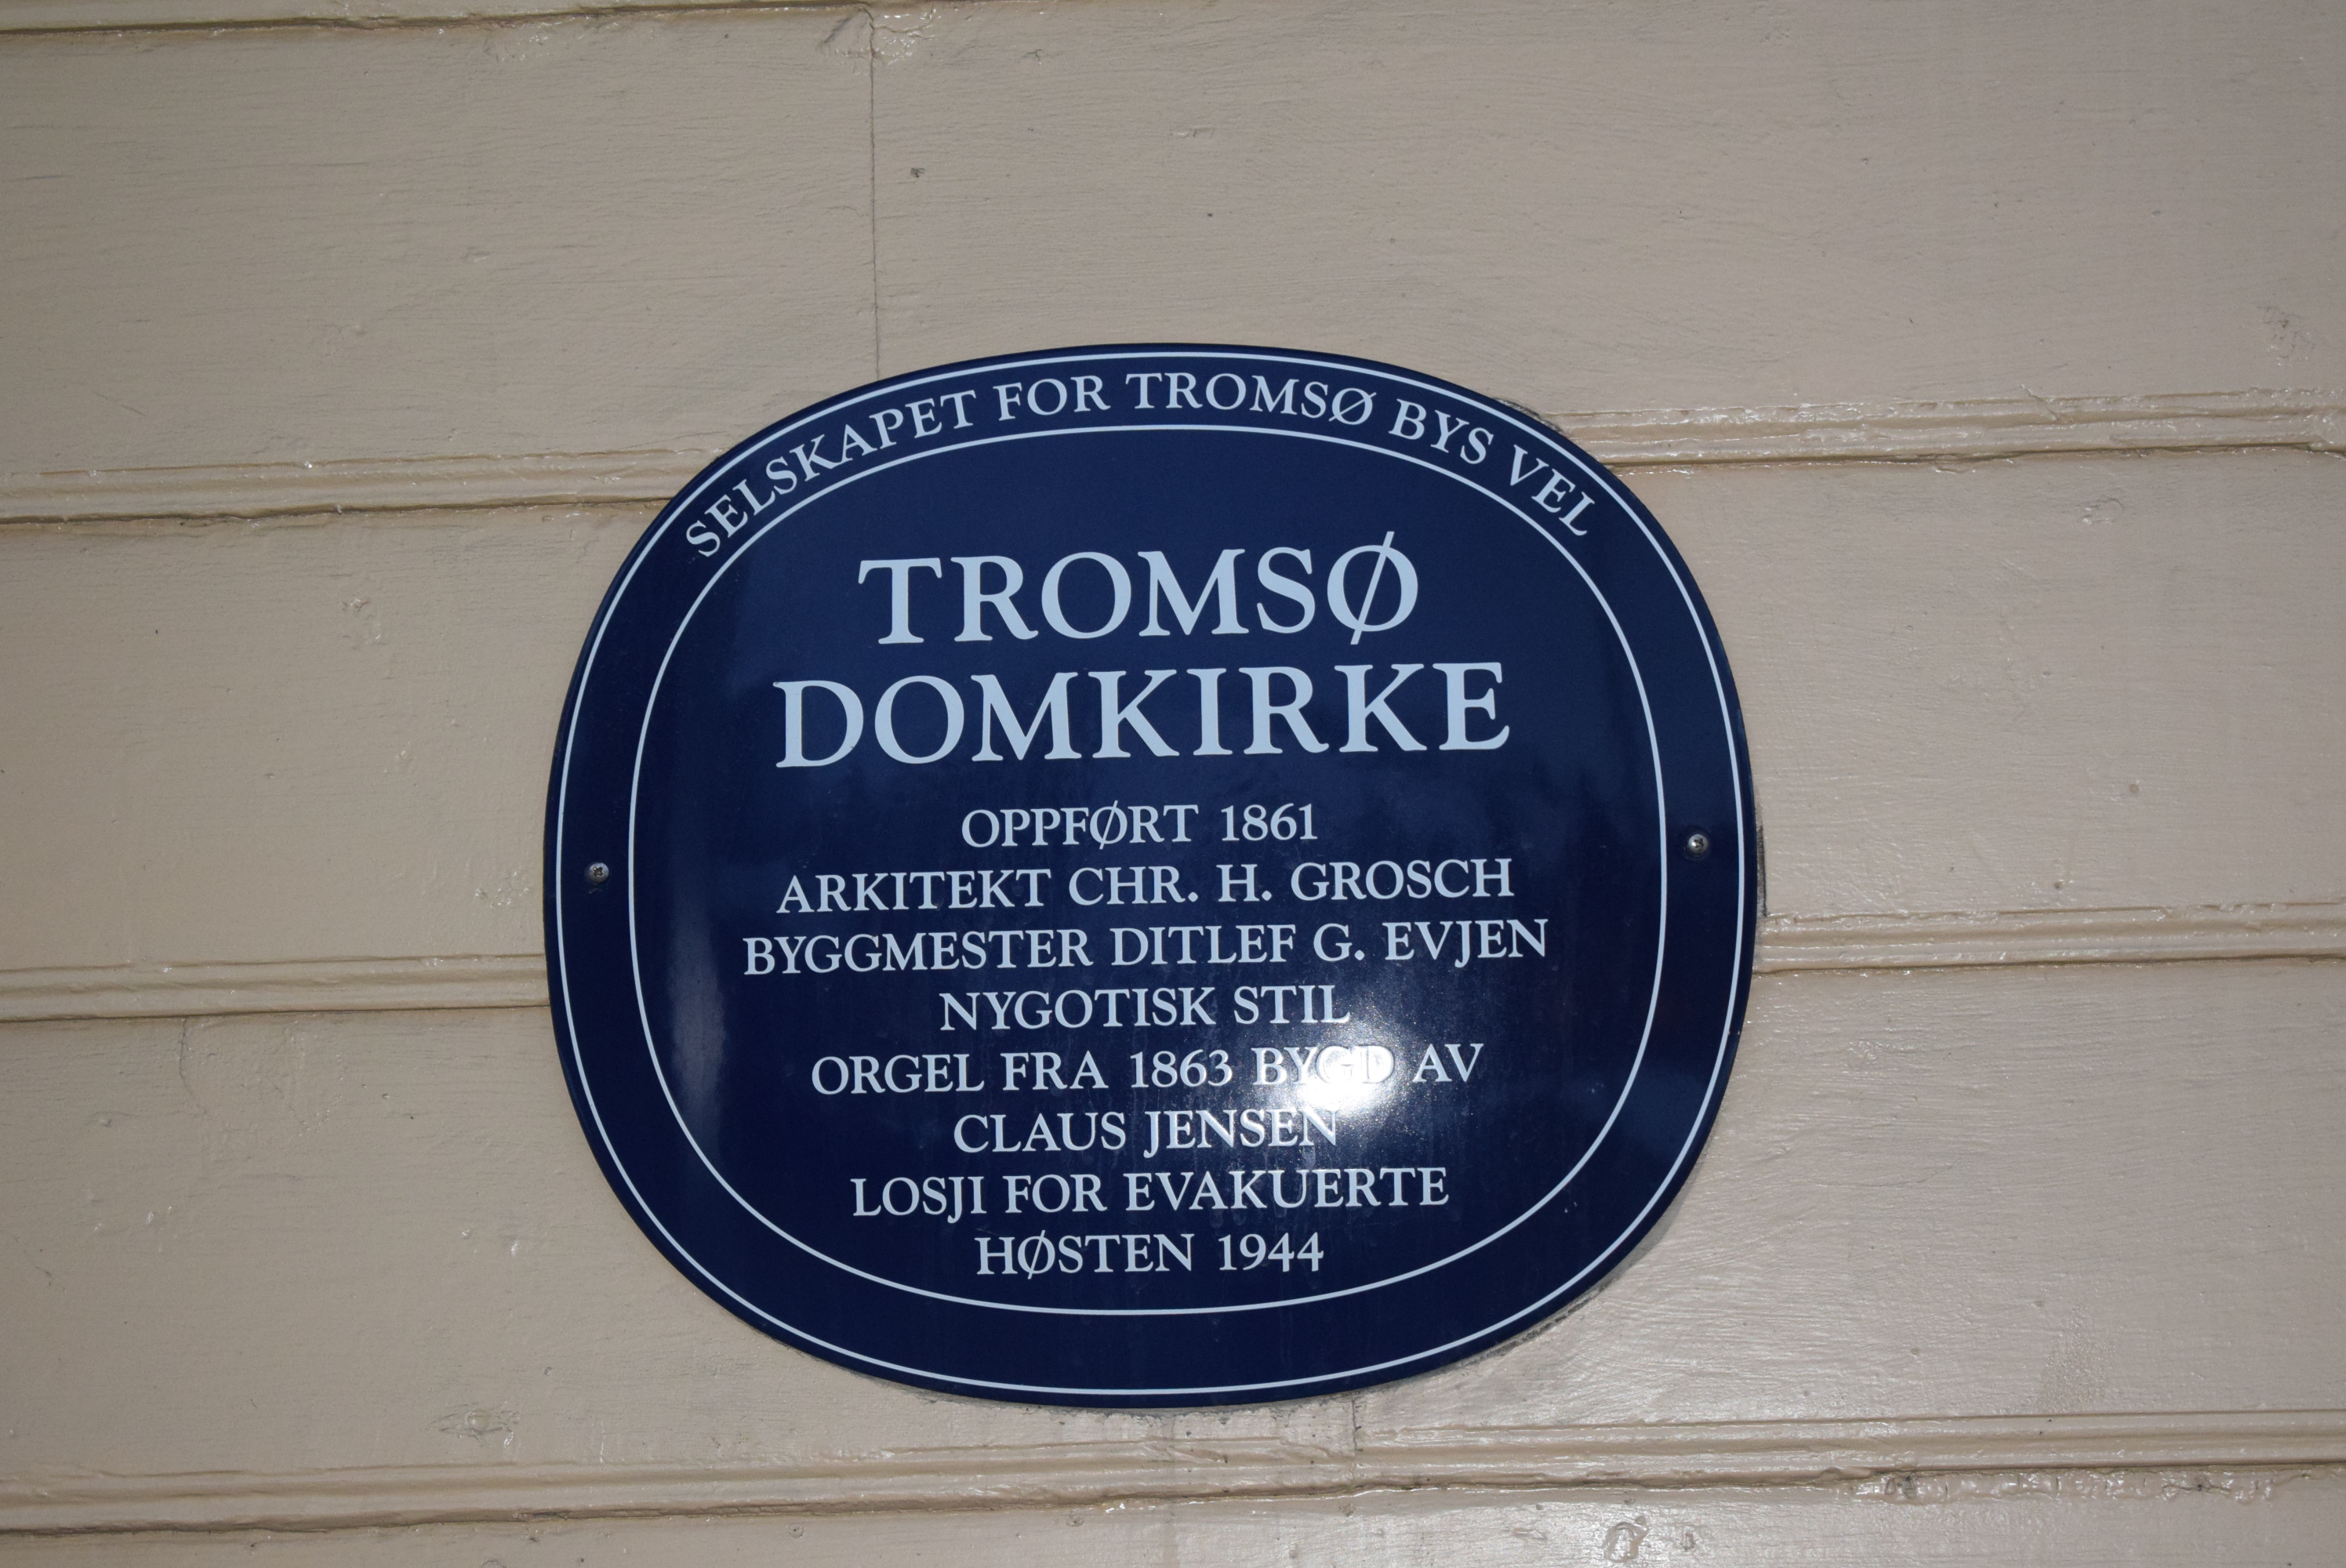 SELSKAPET FOR TROMSØ BYS VEL
TROMSØ
DOMKIRKE
OPPFØRT 1861
ARKITEKT CHR. H. GROSCH
BYGGMESTER DITLEF G. EVJEN
NYGOTISK STIL
ORGEL FRA 1863 BYGD AV
CLAUS JENSEN
LOSJI FOR EVAKUERTE
HØSTEN 1944